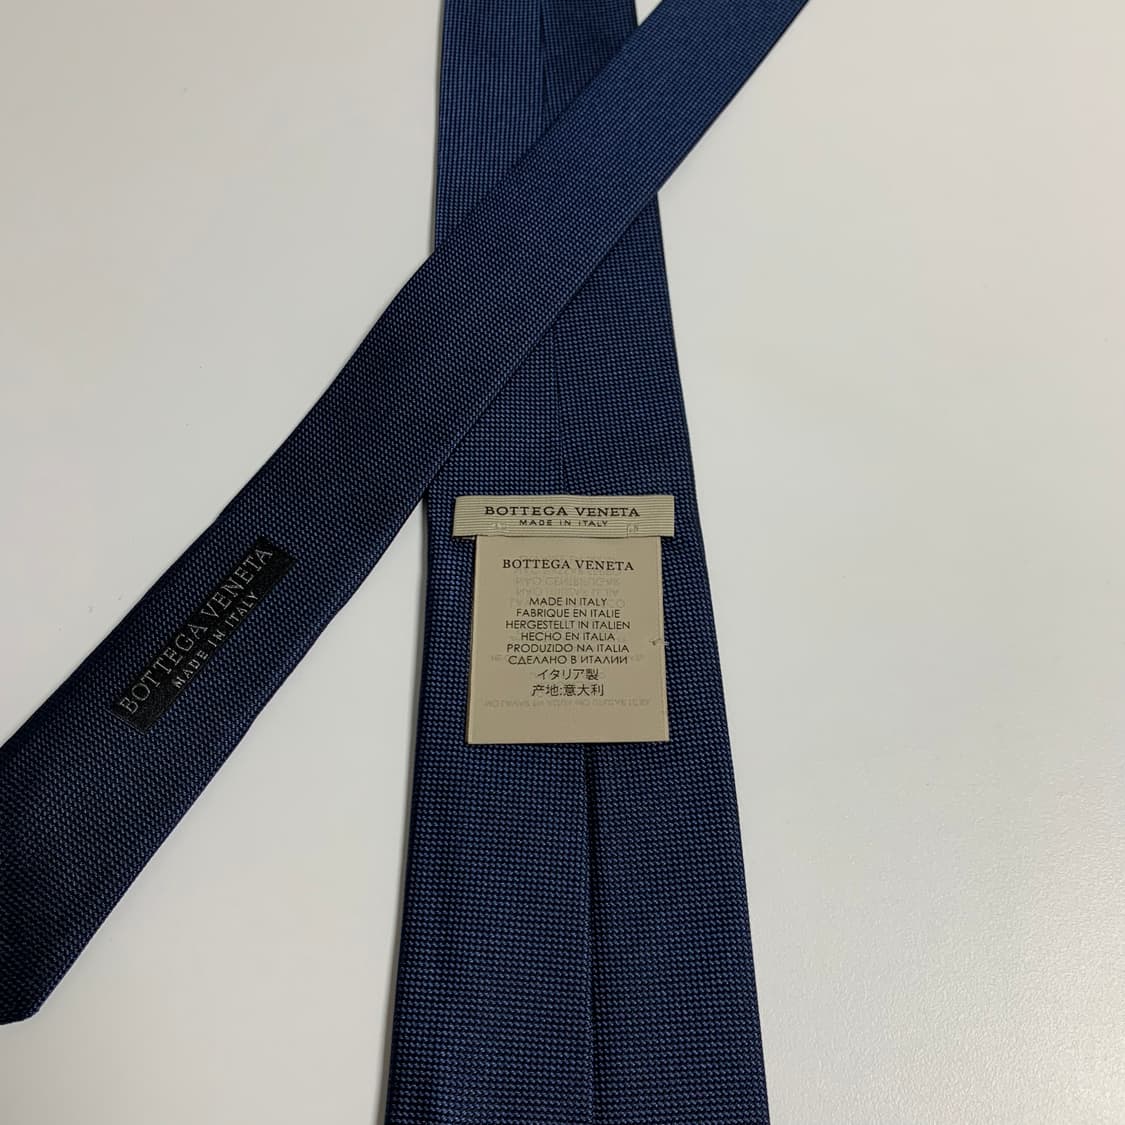 BOTTEGA VENETA
MADE IN ITALY
BOTTEGA VENETA
MADE IN ITALY
FABRIQUE EN ITALIE
HERGESTELLT IN ITALIEN
HECHO EN ITALIA
PRODUZIDO NA ITALIA
СДЕЛАНО В ИТАЛИИ
イタリア製
产地:意大利
BOTTEGA VENETA
MADE IN ITALY